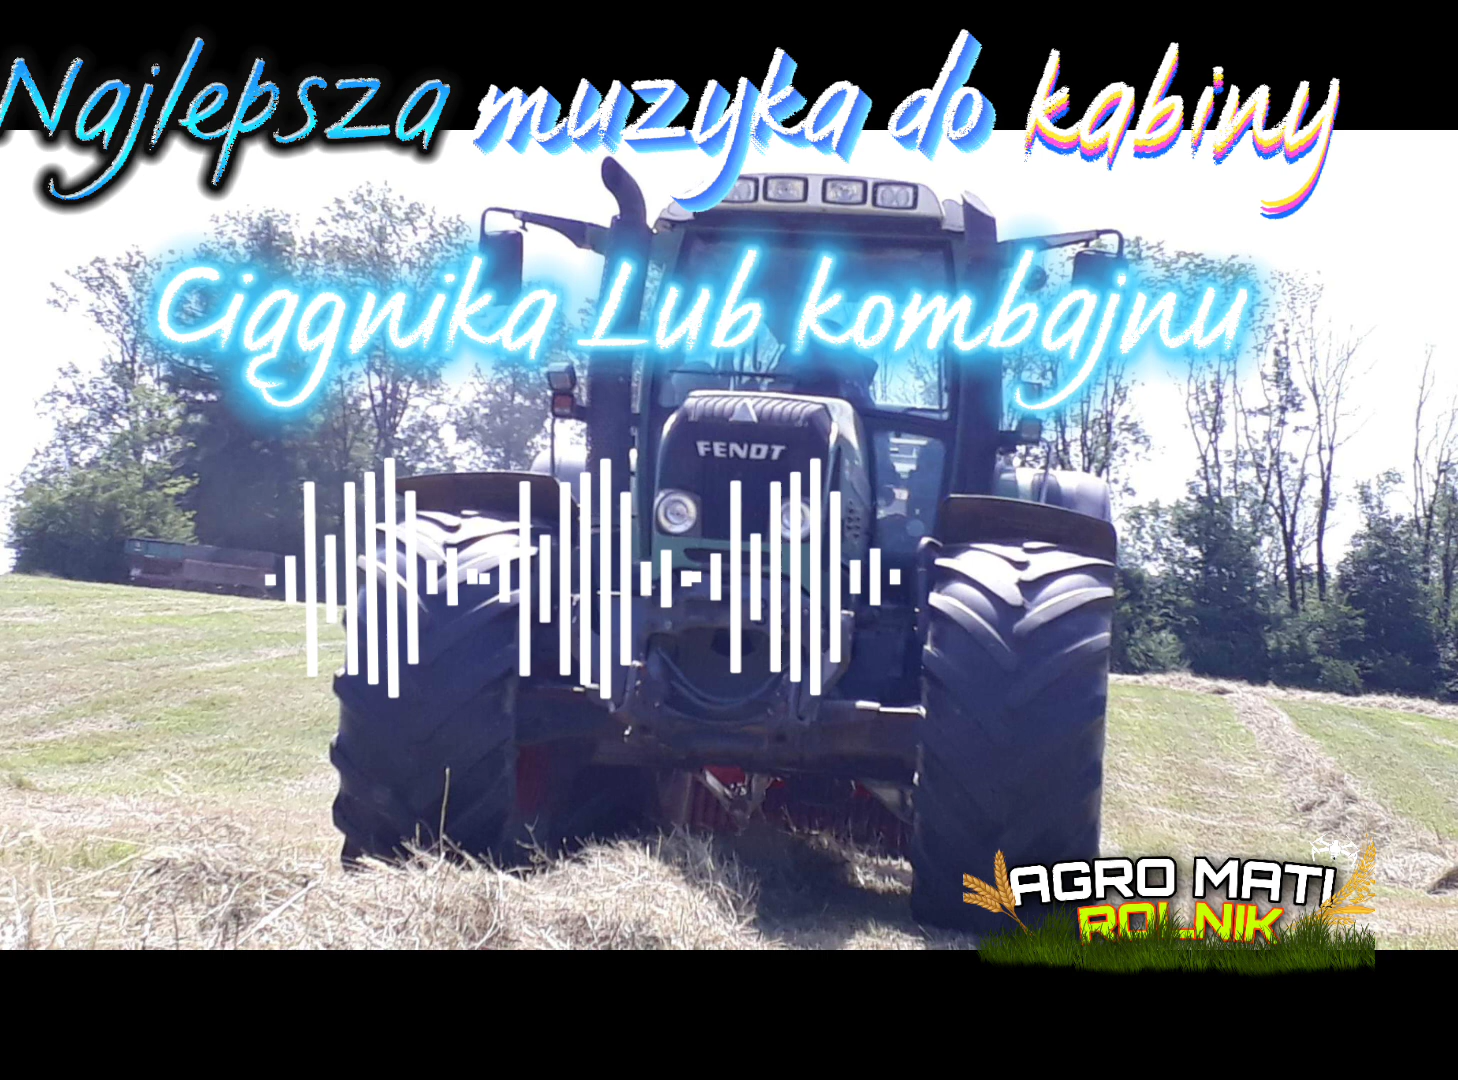 Najlepsza muzyka do kabiny
Ciągnika Lub kombajnu
FENDT
AGRO MATI
ROLNIK